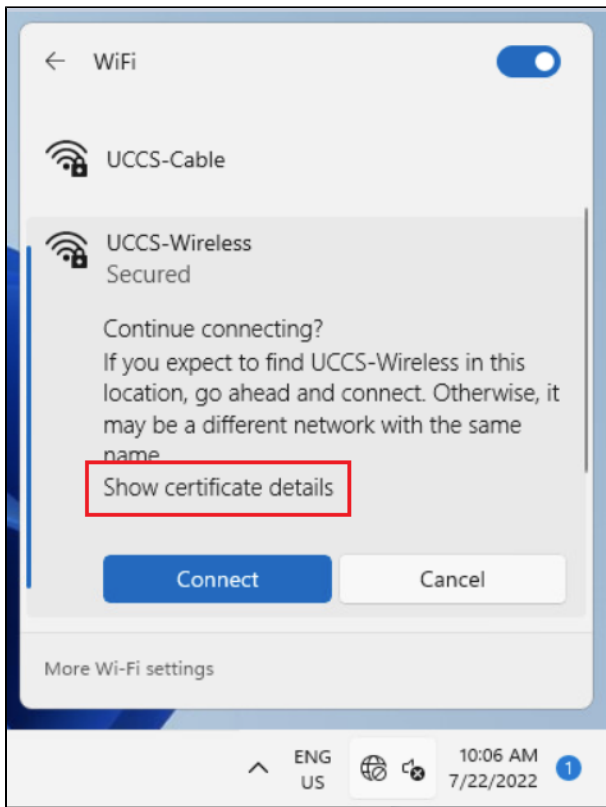 WiFi
UCCS-Cable
UCCS-Wireless
Secured
Continue connecting?
If you expect to find UCCS-Wireless in this
location, go ahead and connect. Otherwise, it
may be a different network with the same
name.
Show certificate details
Connect
Cancel
More Wi-Fi settings
ENG
US
10:06 AM
7/22/2022
1